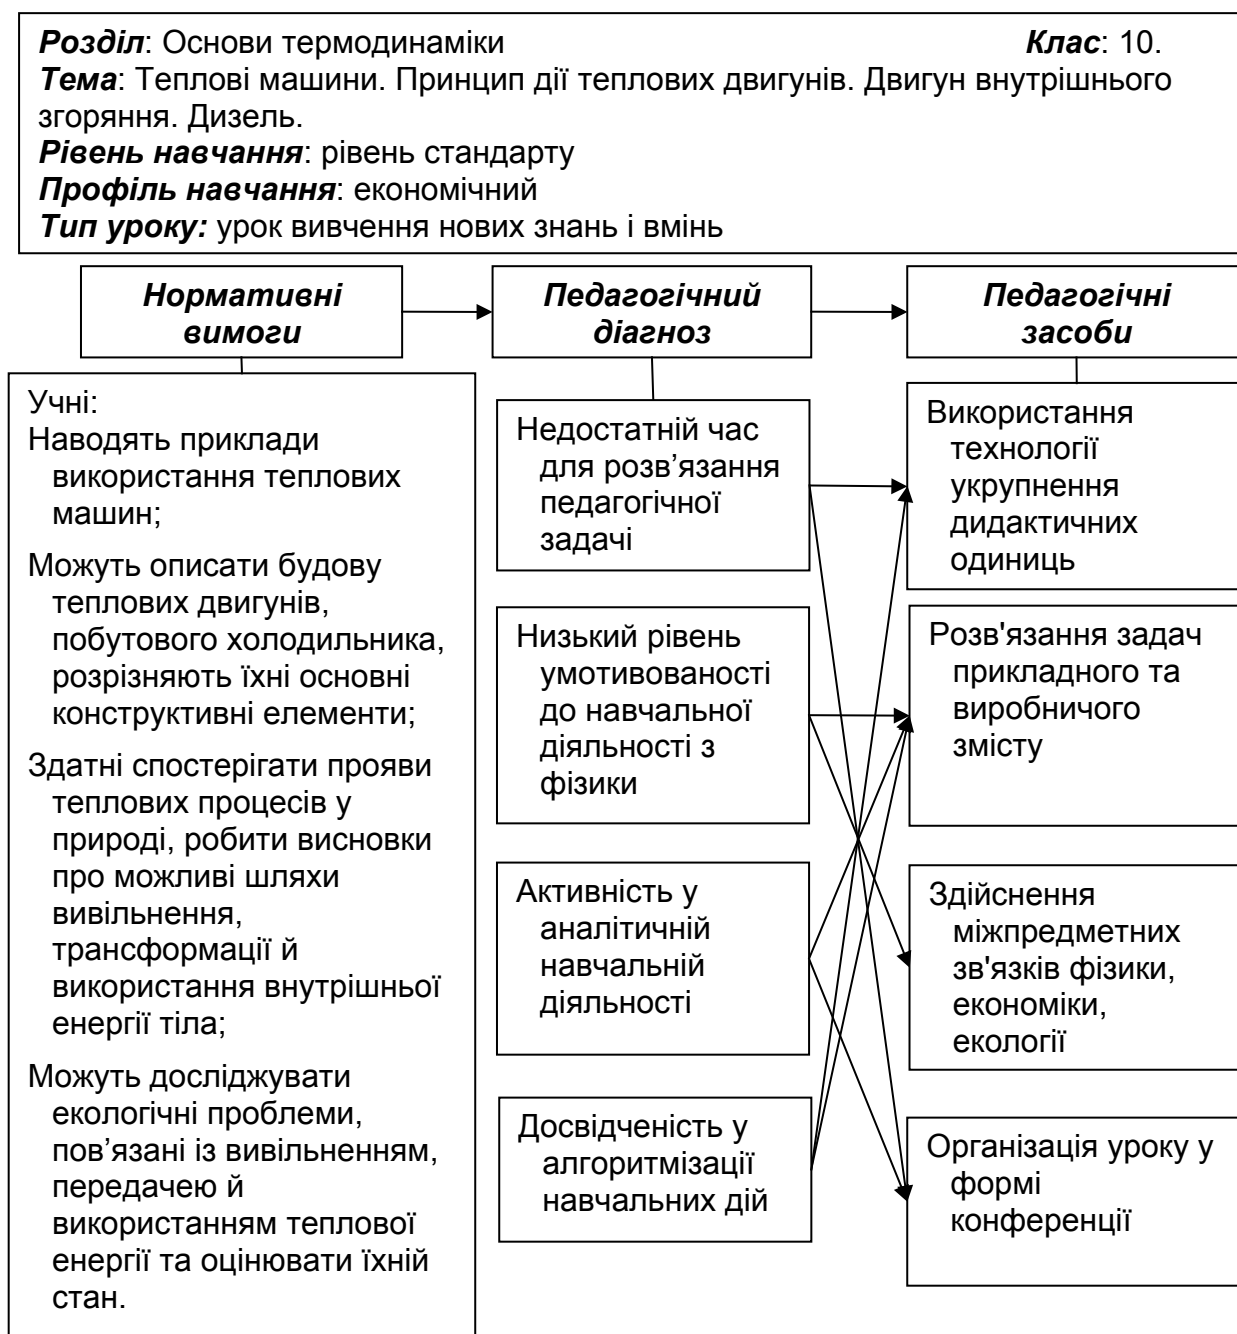 Розділ: Основи термодинаміки Клас: 10.
Тема: Теплові машини. Принцип дії теплових двигунів. Двигун внутрішнього
згоряння. Дизель.
Рівень навчання: рівень стандарту
Профіль навчання: економічний
Тип уроку: урок вивчення нових знань і вмінь
Нормативні
вимоги
Педагогічний
діагноз
Педагогічні
засоби
Учні:
Наводять приклади
використання теплових
машин;
Можуть описати будову
теплових двигунів,
побутового холодильника,
розрізняють їхні основні
конструктивні елементи;
Здатні спостерігати прояви
теплових процесів у
природі, робити висновки
про можливі шляхи
вивільнення,
трансформації й
використання внутрішньої
енергії тіла;
Можуть досліджувати
екологічні проблеми,
пов’язані із вивільненням,
передачею й
використанням теплової
енергії та оцінювати їхній
стан.
Недостатній час
для розв’язання
педагогічної
задачі
Низький рівень
умотивованості
до навчальної
діяльності з
фізики
Активність у
аналітичній
навчальній
діяльності
Досвідченість у
алгоритмізації
навчальних дій
Використання
технології
укрупнення
дидактичних
одиниць
Розв'язання задач
прикладного та
виробничого
змісту
Здійснення
міжпредметних
зв'язків фізики,
економіки,
екології
Організація уроку у
формі
конференції